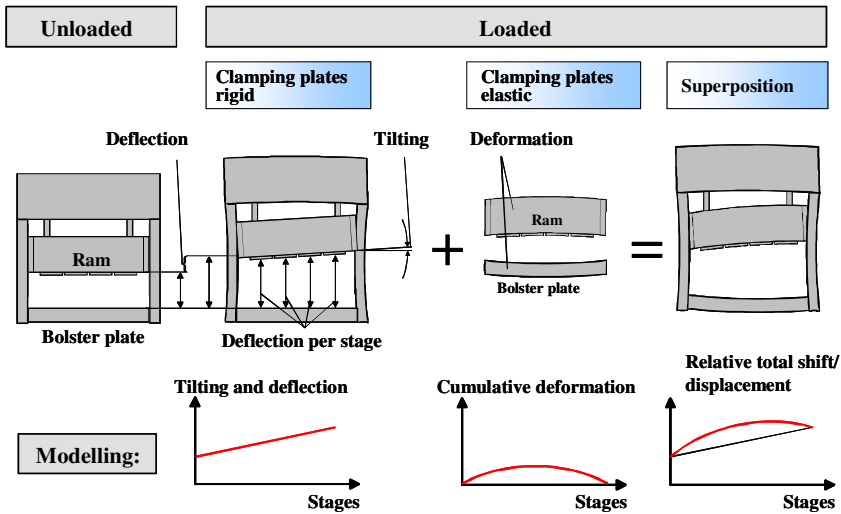 Unloaded
Loaded
Clamping plates
rigid
Clamping plates
elastic
Superposition
Deflection
Tilting
Deformation
Ram
Ram
Bolster plate
Bolster plate
Deflection per stage
Tilting and deflection
Cumulative deformation
Relative total shift/
displacement
Modelling:
Stages
Stages
Stages